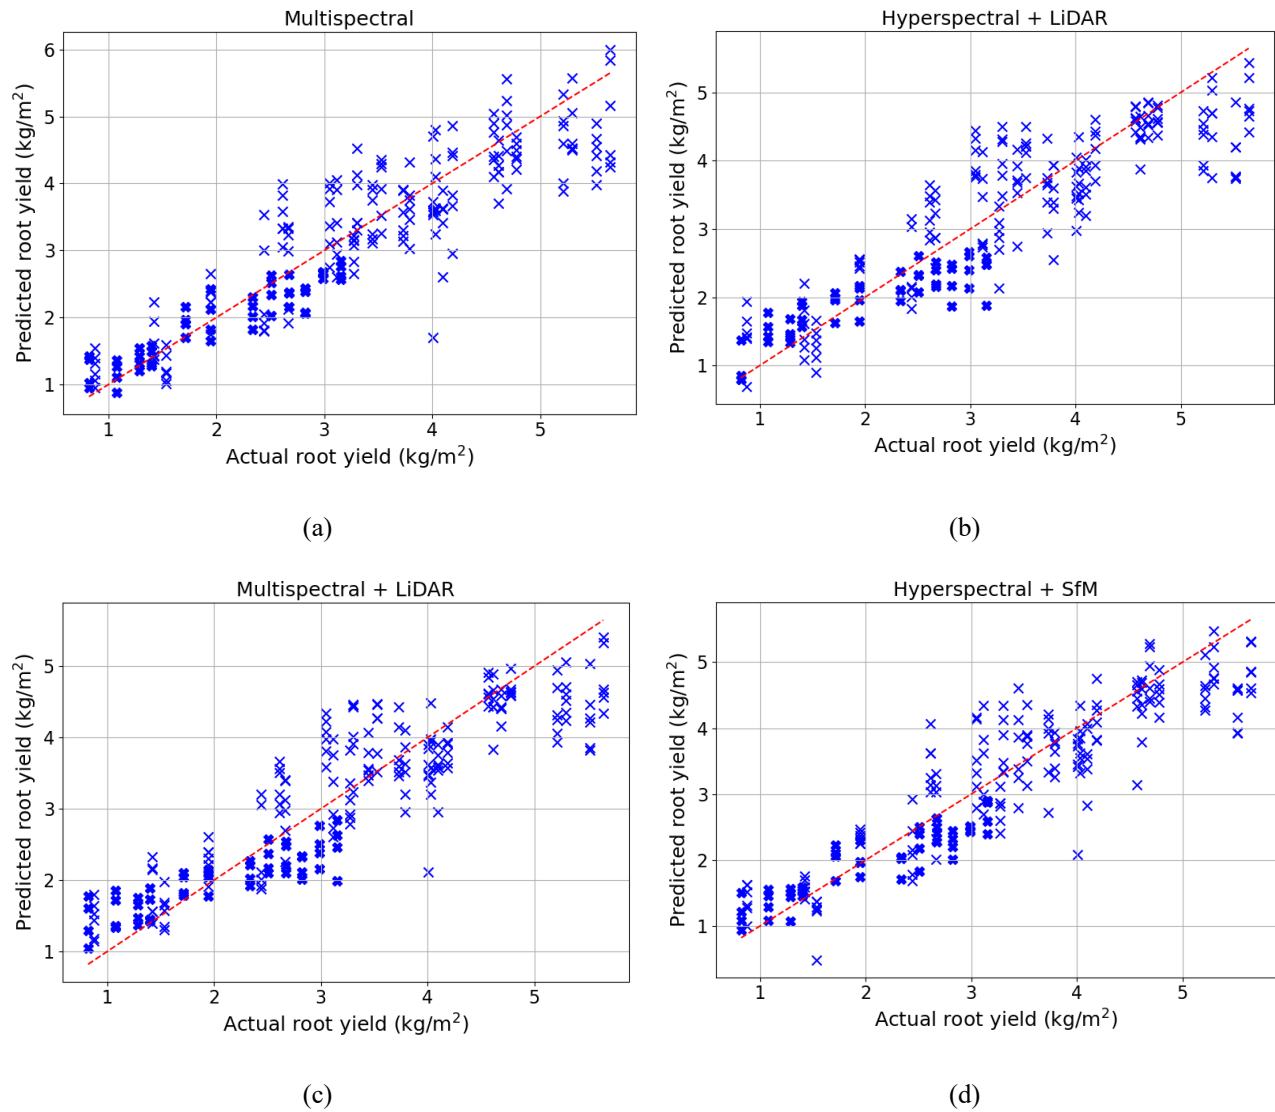 Multispectral
6
5
4
3
2
1
Predicted root yield (kg/m²)
1 2 3 4 5
Actual root yield (kg/m²)
(a)
Hyperspectral + LiDAR
5
4
3
2
1
Predicted root yield (kg/m²)
1 2 3 4 5
Actual root yield (kg/m²)
(b)
Multispectral + LiDAR
5
4
3
2
1
Predicted root yield (kg/m²)
1 2 3 4 5
Actual root yield (kg/m²)
(c)
Hyperspectral + SfM
5
4
3
2
1
Predicted root yield (kg/m²)
1 2 3 4 5
Actual root yield (kg/m²)
(d)